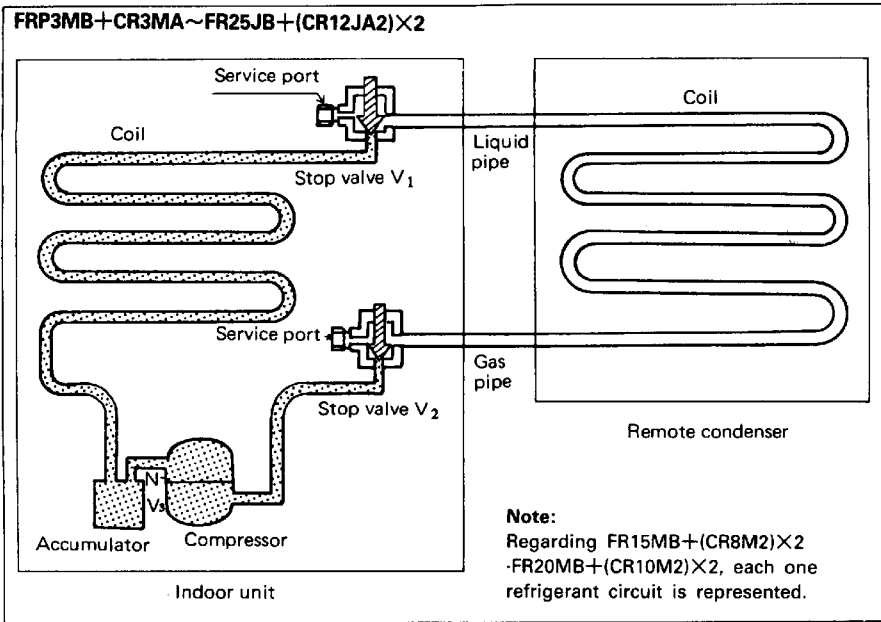 FRP3MB+CR3MA~FR25JB+(CR12JA2)×2
Service port
Coil
Coil
Liquid
pipe
Stop valve V1
Service port
Gas
pipe
Stop valve V2
Remote condenser
N
V3
Accumulator
Compressor
Indoor unit
Note:
Regarding FR15MB+(CR8M2)×2
·FR20MB+(CR10M2)×2, each one
refrigerant circuit is represented.